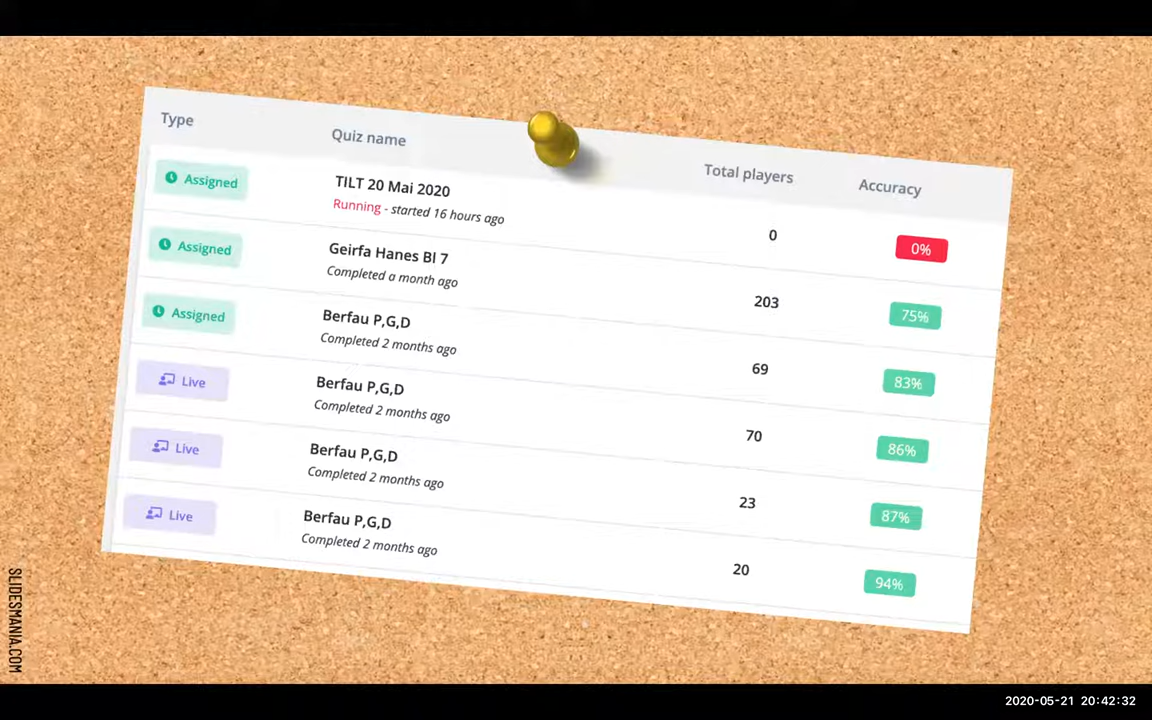 Type Quiz name Total players Accuracy
Assigned TILT 20 Mai 2020 0 0%
Running - started 16 hours ago
Assigned Geirfa Hanes Bl 7 203 75%
Completed a month ago
Assigned Berfau P,G,D 69 83%
Completed 2 months ago
Live Berfau P,G,D 70 86%
Completed 2 months ago
Live Berfau P,G,D 23 87%
Completed 2 months ago
Live Berfau P,G,D 20 94%
Completed 2 months ago
SLIDESMANIA.COM
2020-05-21 20:42:32